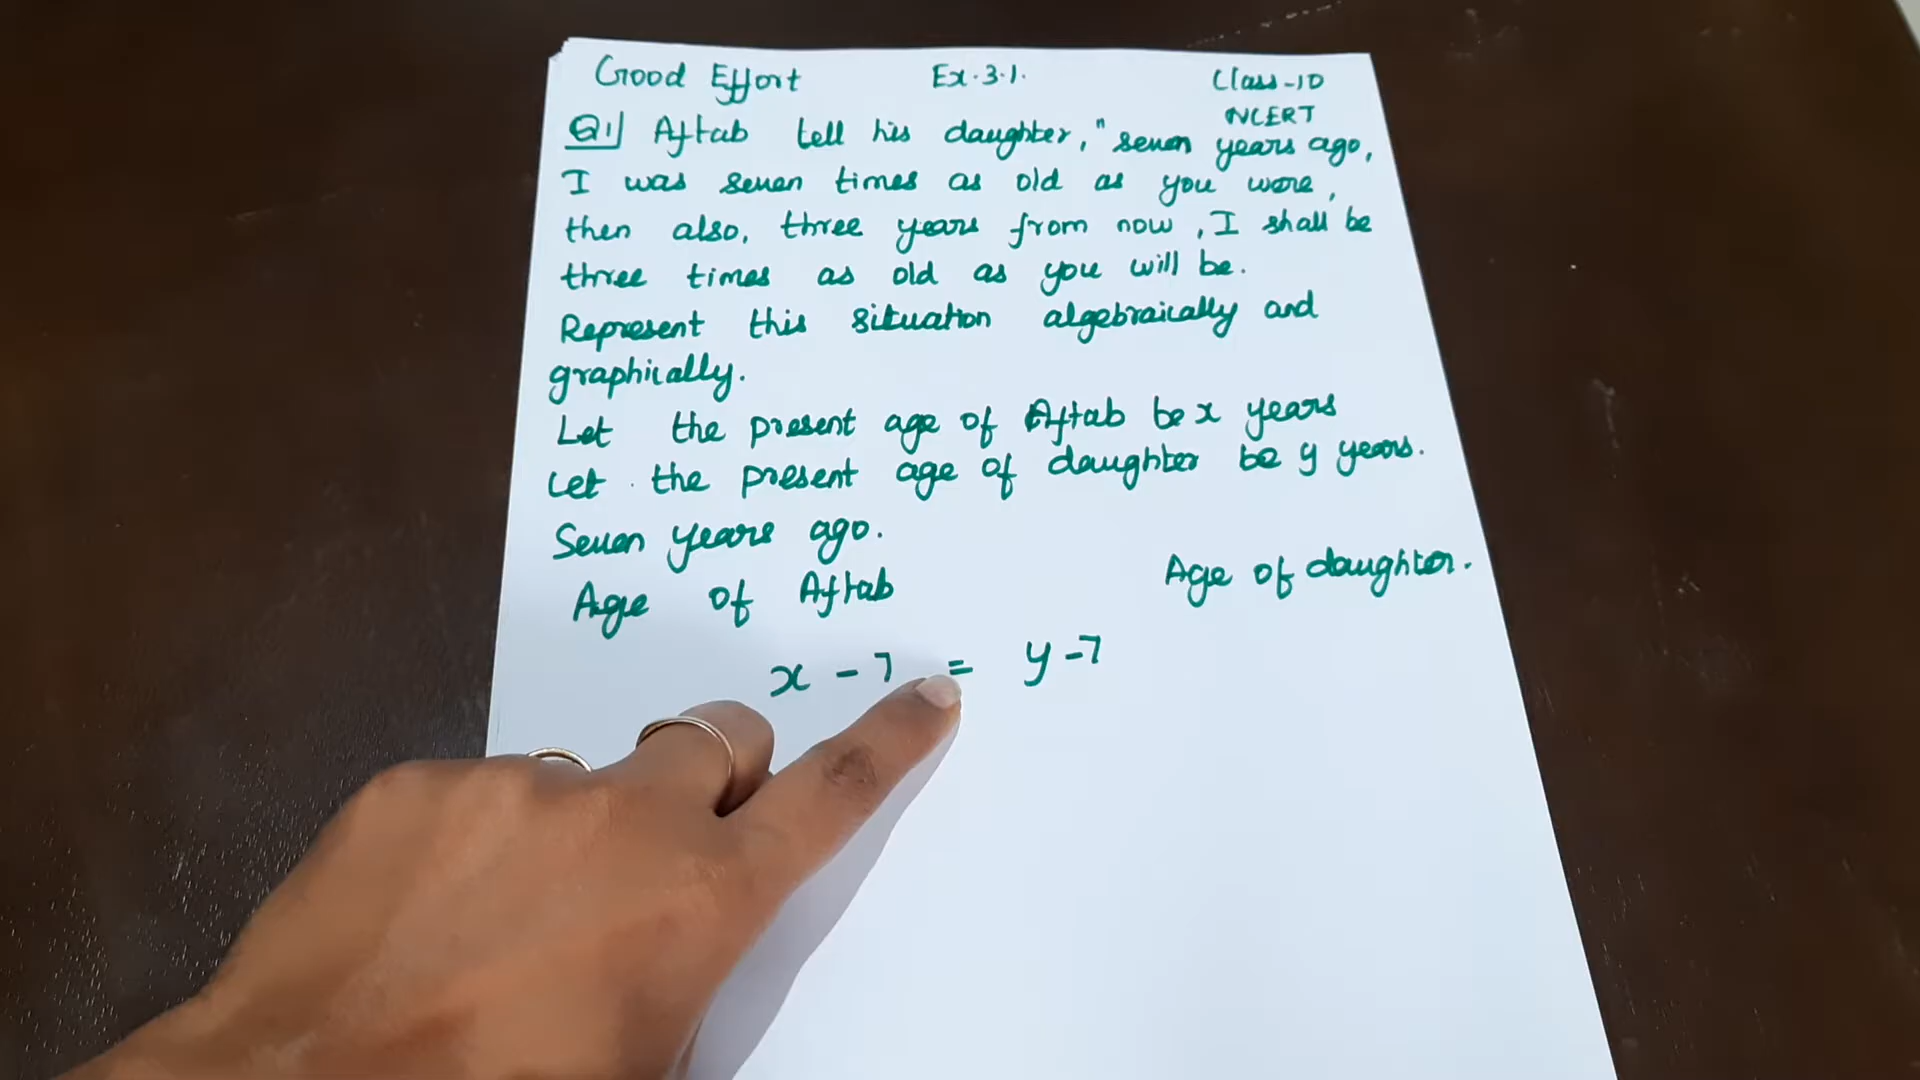 Good Effort Ex.3.1. Class-10
NCERT
Q1 Aftab tell his daughter, "seven years ago,
I was seven times as old as you were,
then also, three years from now, I shall be
three times as old as you will be.
Represent this situation algebraically and
graphically.
Let the present age of Aftab be x years
Let the present age of daughter be y years.
Seven years ago.
Age of Aftab Age of daughter.
x - 7 = y - 7